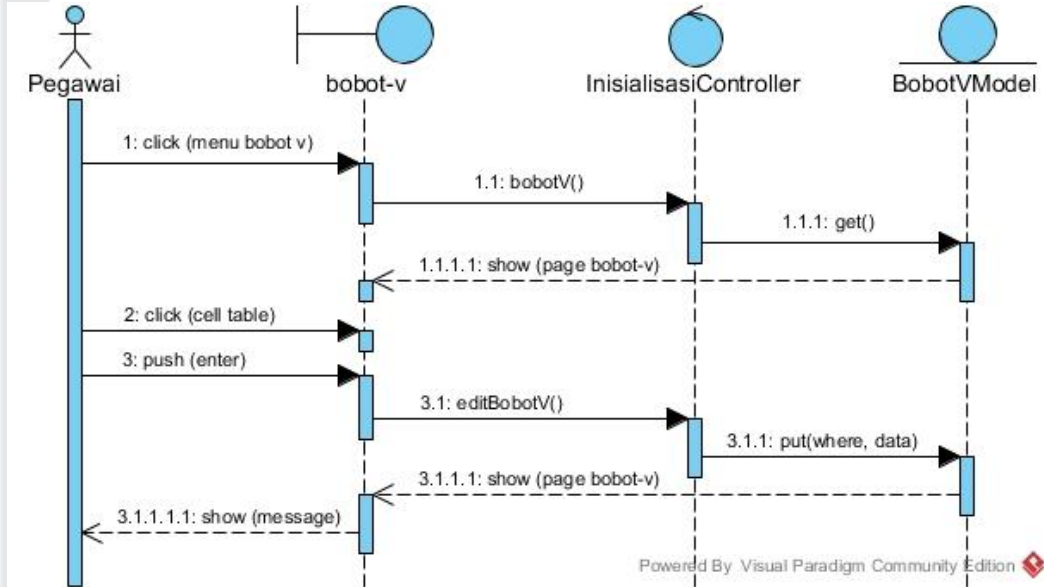 Pegawai
bobot-v
InisialisasiController
BobotVModel
1: click (menu bobot v)
1.1: bobotV()
1.1.1: get()
1.1.1.1: show (page bobot-v)
2: click (cell table)
3: push (enter)
3.1: editBobotV()
3.1.1: put(where, data)
3.1.1.1: show (page bobot-v)
3.1.1.1.1: show (message)
Powered By Visual Paradigm Community Edition